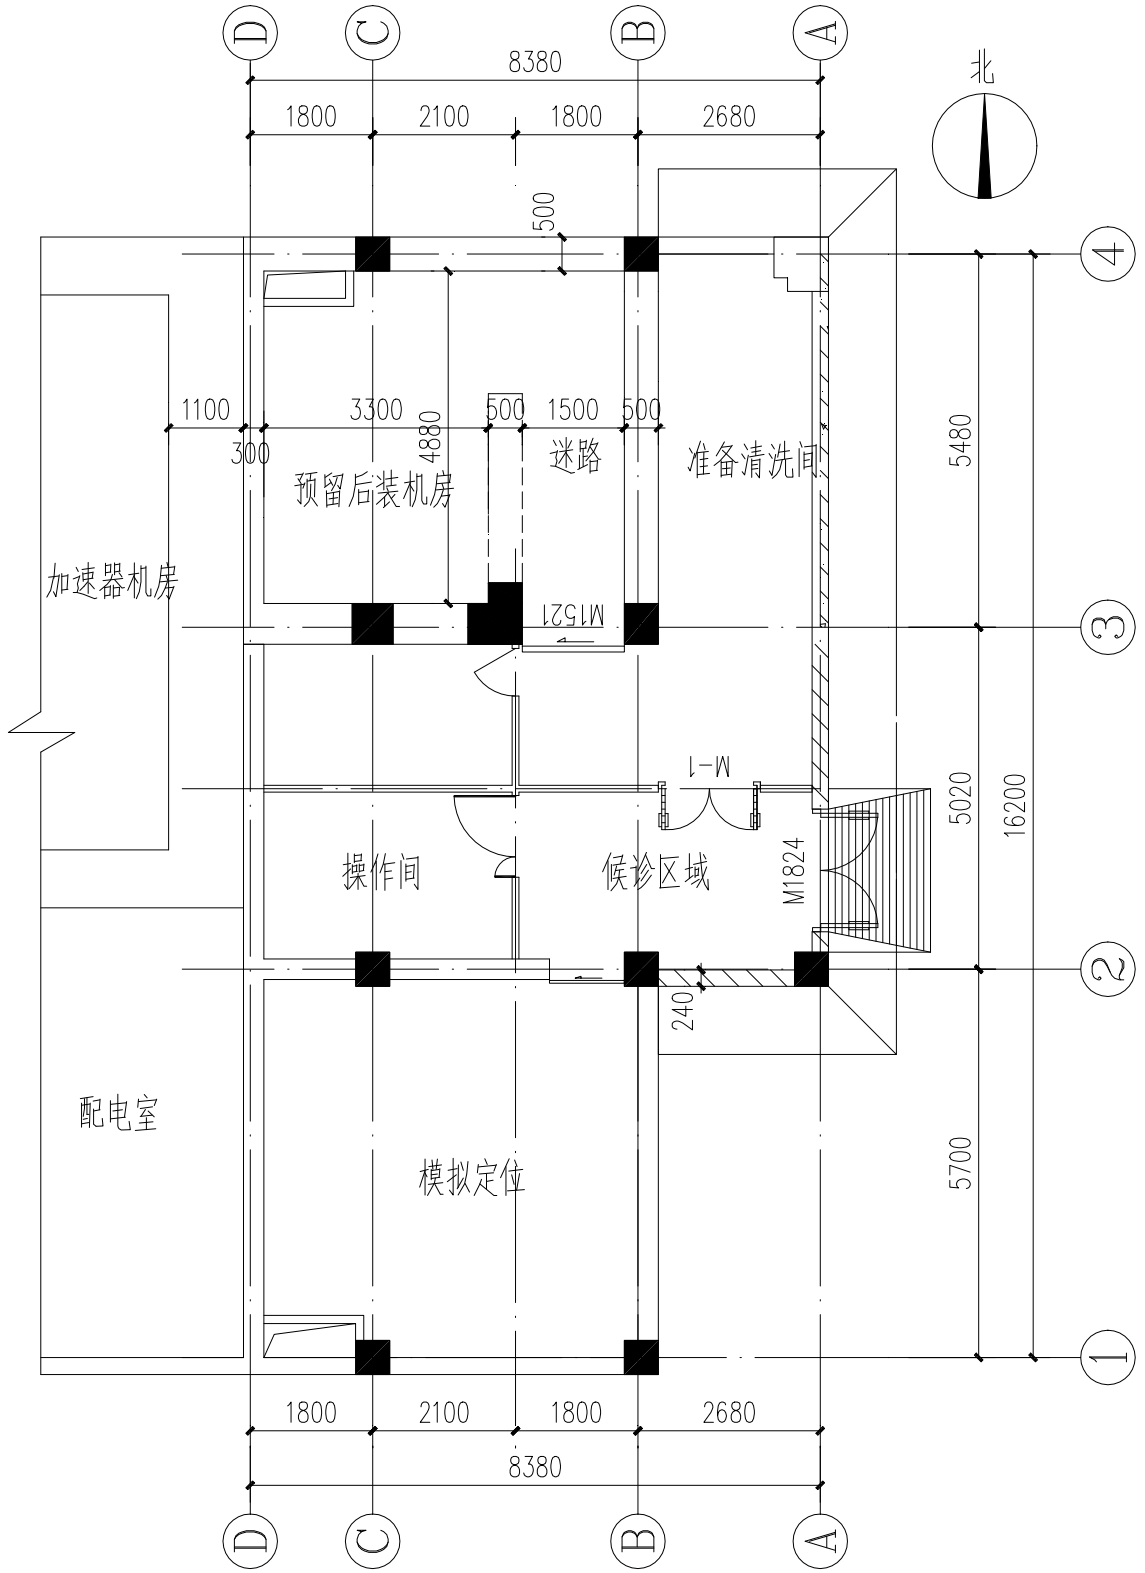 D
C
B
A
8380
北
1800
2100
1800
2680
500
4
1100
3300
500
1500
500
300
4880
迷路
准备清洗间
5480
预留后装机房
加速器机房
M1521
3
M-1
5020
16200
操作间
候诊区域
M1824
2
240
配电室
模拟定位
5700
1
1800
2100
1800
2680
8380
D
C
B
A